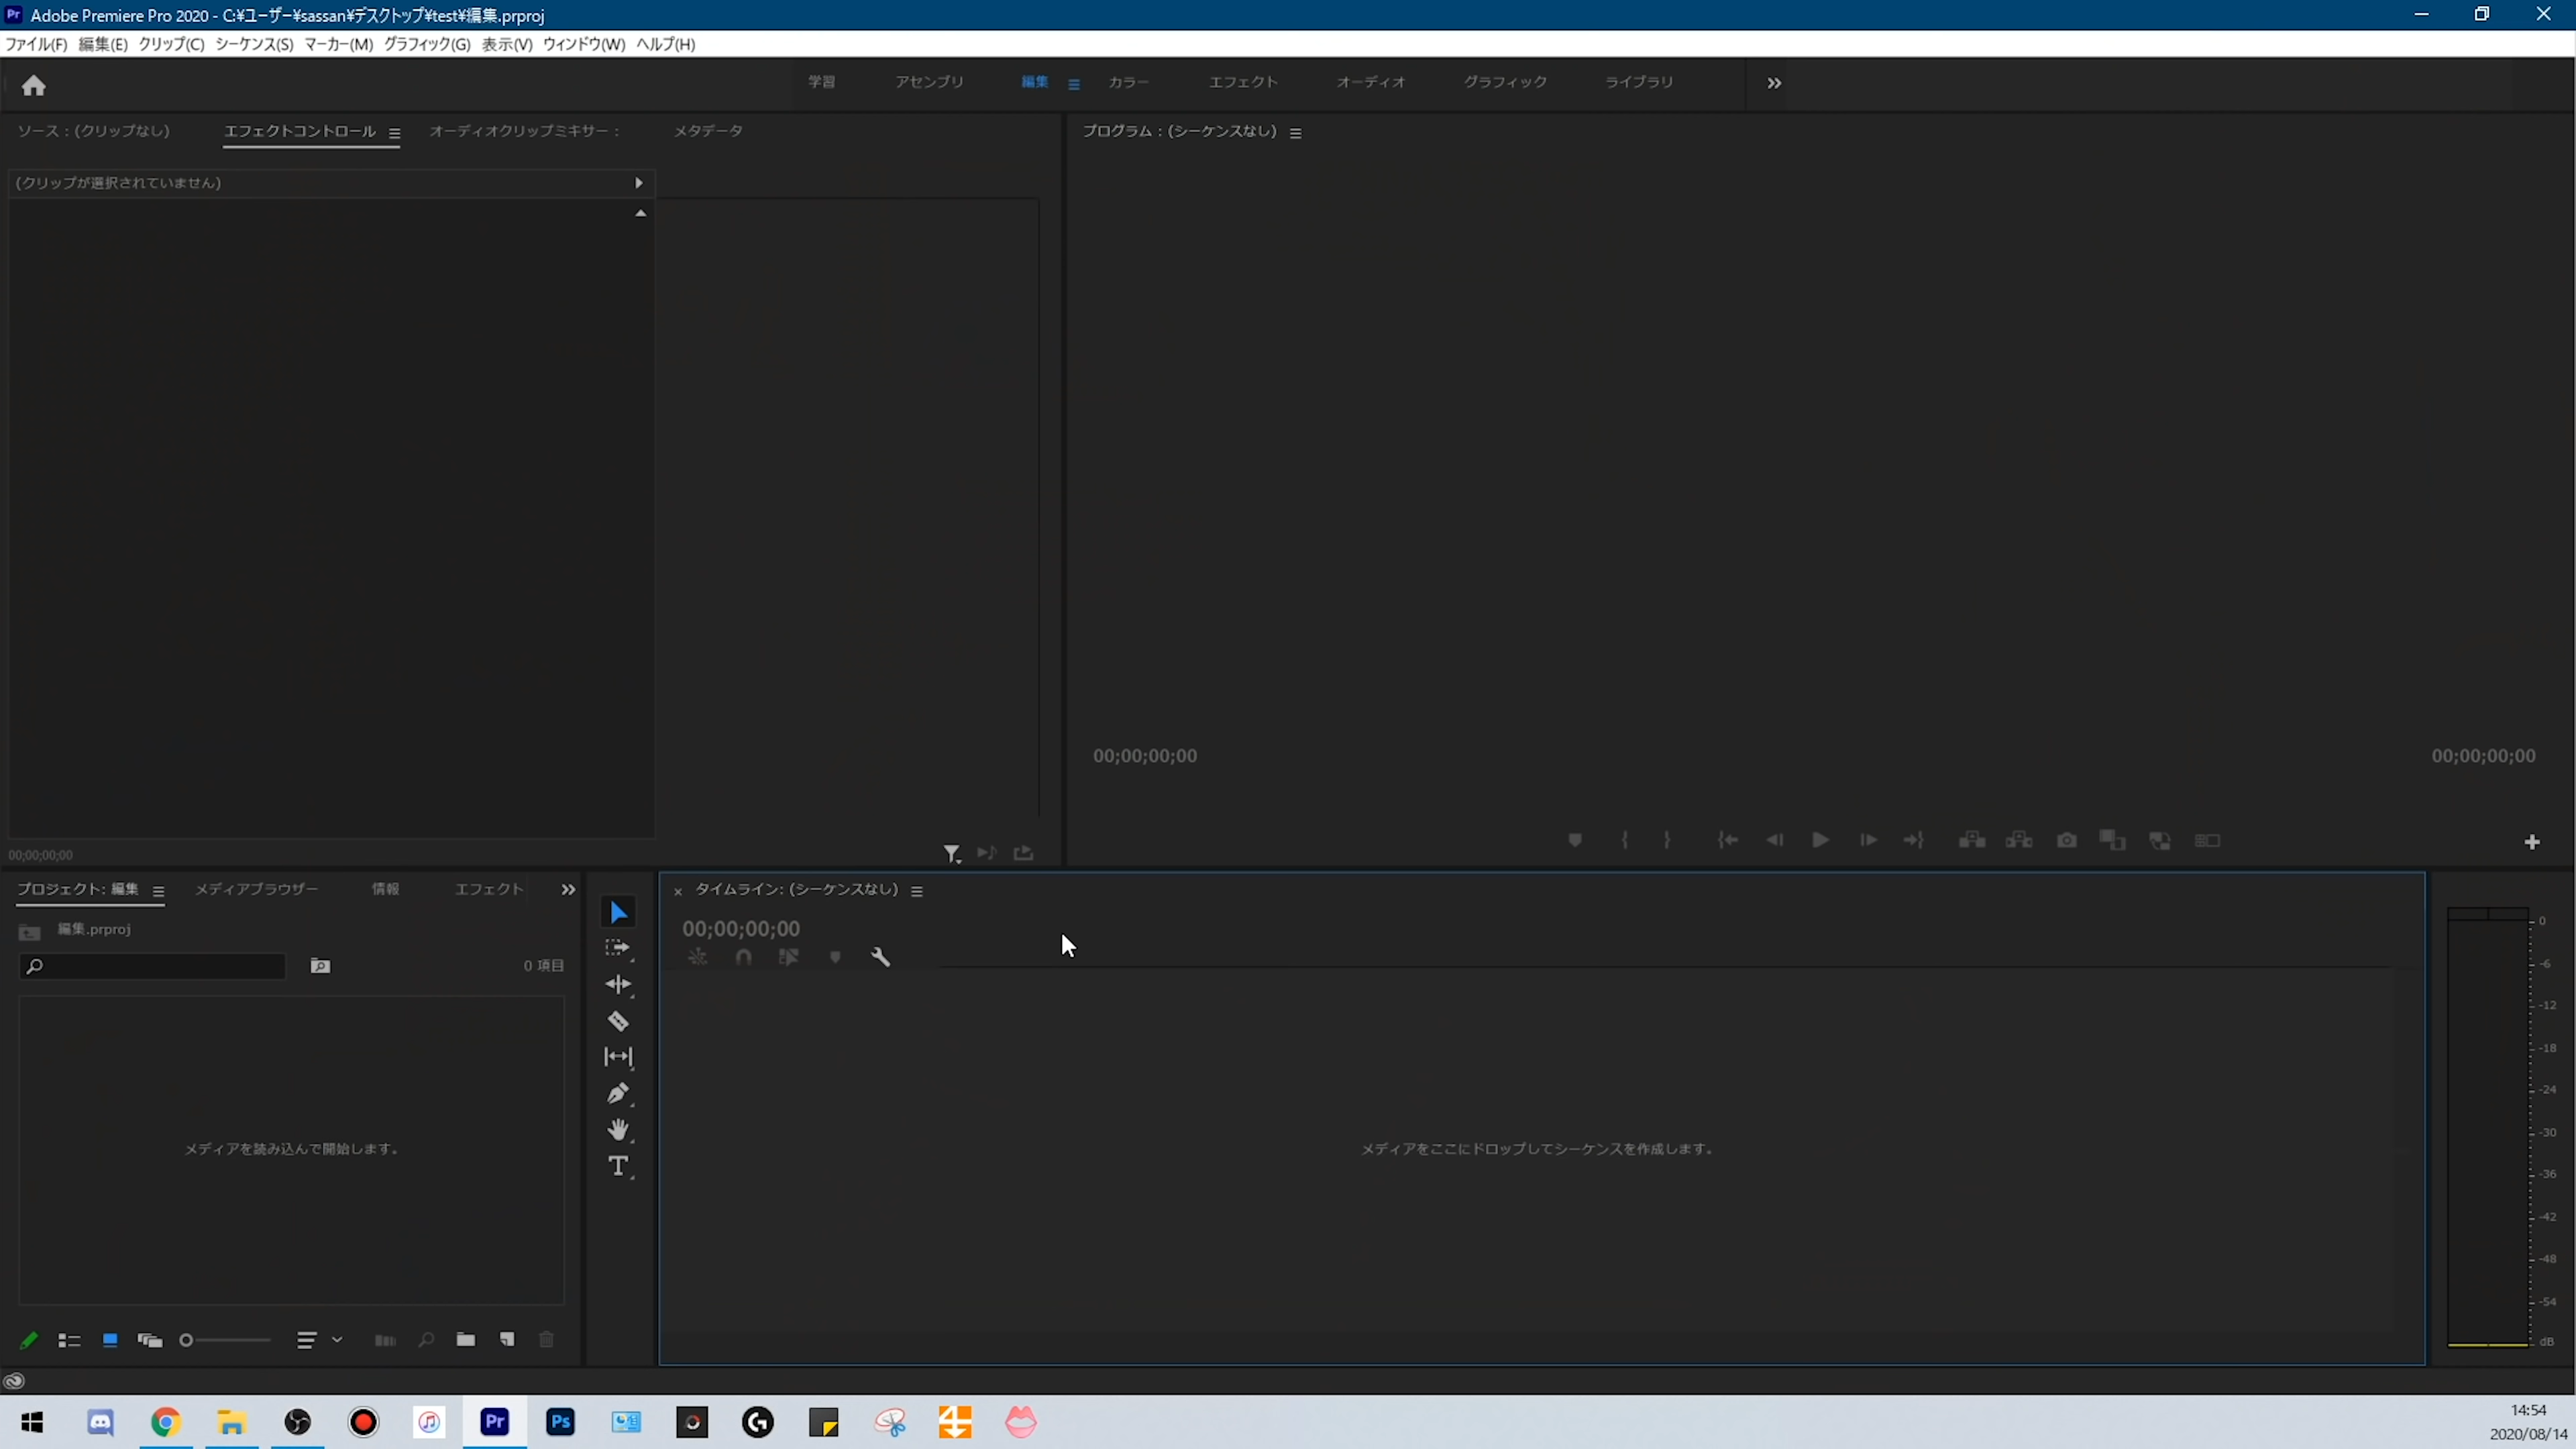 Adobe Premiere Pro 2020 - C:¥ユーザー¥sassan¥デスクトップ¥test¥編集.prproj
ファイル(F) 編集(E) クリップ(C) シーケンス(S) マーカー(M) グラフィック(G) 表示(V) ウィンドウ(W) ヘルプ(H)
学習 アセンブリ 編集 カラー エフェクト オーディオ グラフィック ライブラリ
ソース：(クリップなし) エフェクトコントロール オーディオクリップミキサー： メタデータ
プログラム：(シーケンスなし)
(クリップが選択されていません)
00;00;00;00 00;00;00;00
00;00;00;00
プロジェクト: 編集 メディアブラウザー 情報 エフェクト
編集.prproj
0 項目
メディアを読み込んで開始します。
タイムライン: (シーケンスなし)
00;00;00;00
メディアをここにドロップしてシーケンスを作成します。
0
-6
-12
-18
-24
-30
-36
-42
-48
-54
dB
Pr
Ps
14:54
2020/08/14